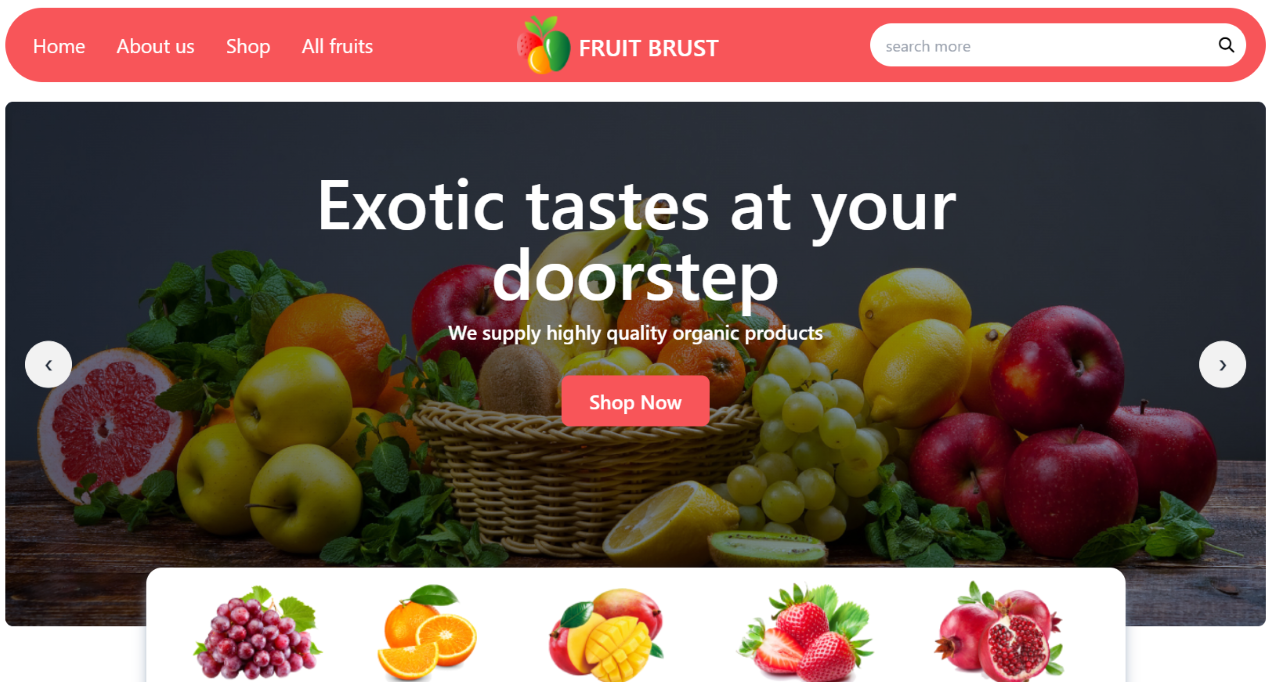 Home
About us
Shop
All fruits
FRUIT BRUST
search more
Exotic tastes at your
doorstep
We supply highly quality organic products
Shop Now